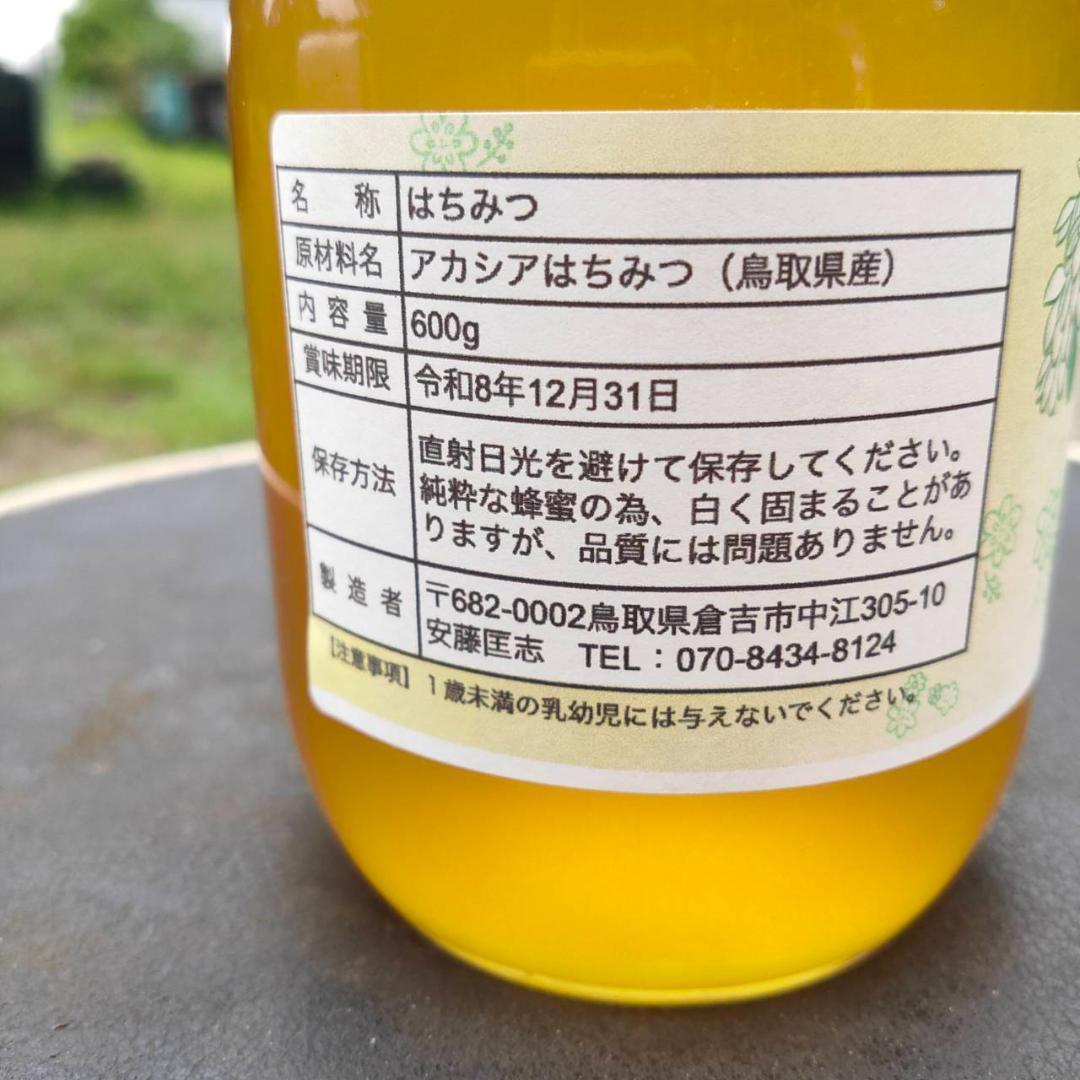 名称 はちみつ
原材料名 アカシアはちみつ（鳥取県産）
内容量 600g
賞味期限 令和8年12月31日
保存方法 直射日光を避けて保存してください。
純粋な蜂蜜の為、白く固まることがあ
りますが、品質には問題ありません。
製造者 〒682-0002鳥取県倉吉市中江305-10
安藤匡志　TEL：070-8434-8124
【注意事項】１歳未満の乳幼児には与えないでください。